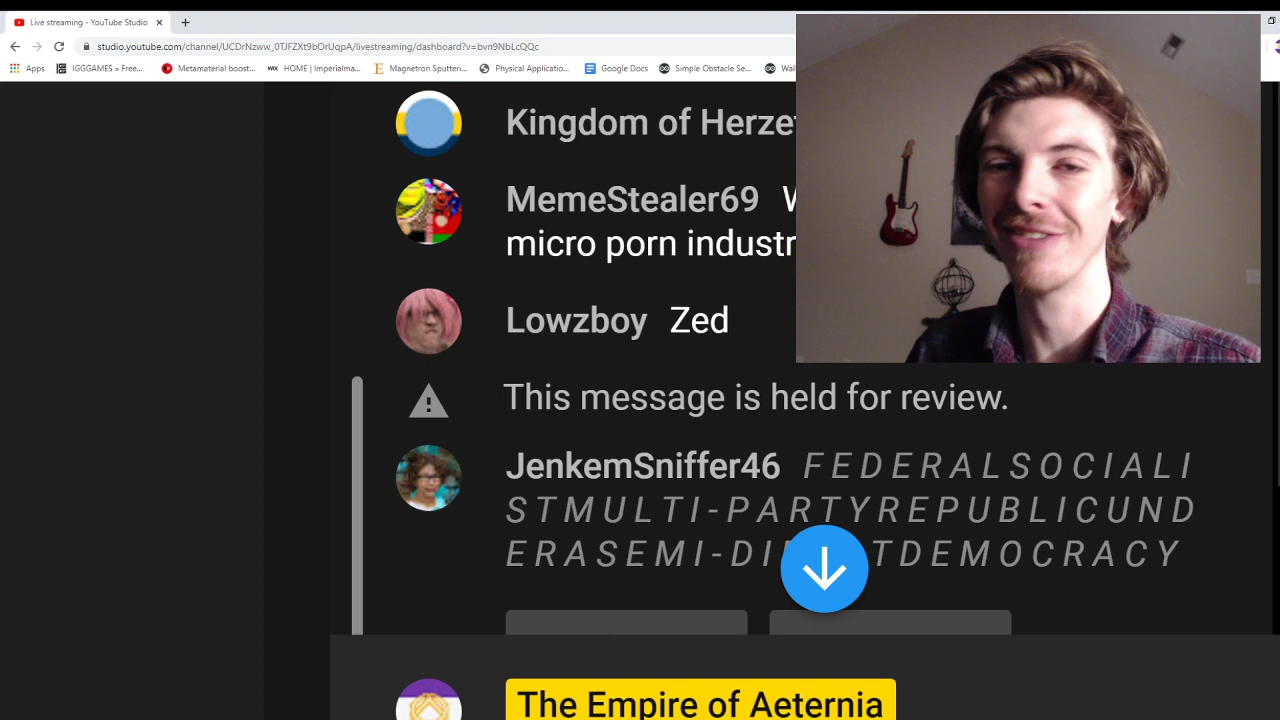 Live streaming - YouTube Studio
studio.youtube.com/channel/UCDrNzww_0TJFZXt9bOrUqpA/livestreaming/dashboard?v=bvn9NbLcQQc
Apps IGGGAMES » Free... Metamaterial boost... WIX HOME | Imperialma... Magnetron Sputteri... Physical Applicatio... Google Docs Simple Obstacle Se... Wal
Kingdom of Herze
MemeStealer69 W
micro porn industr
Lowzboy Zed
This message is held for review.
JenkemSniffer46 F E D E R A L S O C I A L I
S T M U L T I - P A R T Y R E P U B L I C U N D
E R A S E M I - D I T D E M O C R A C Y
The Empire of Aeternia